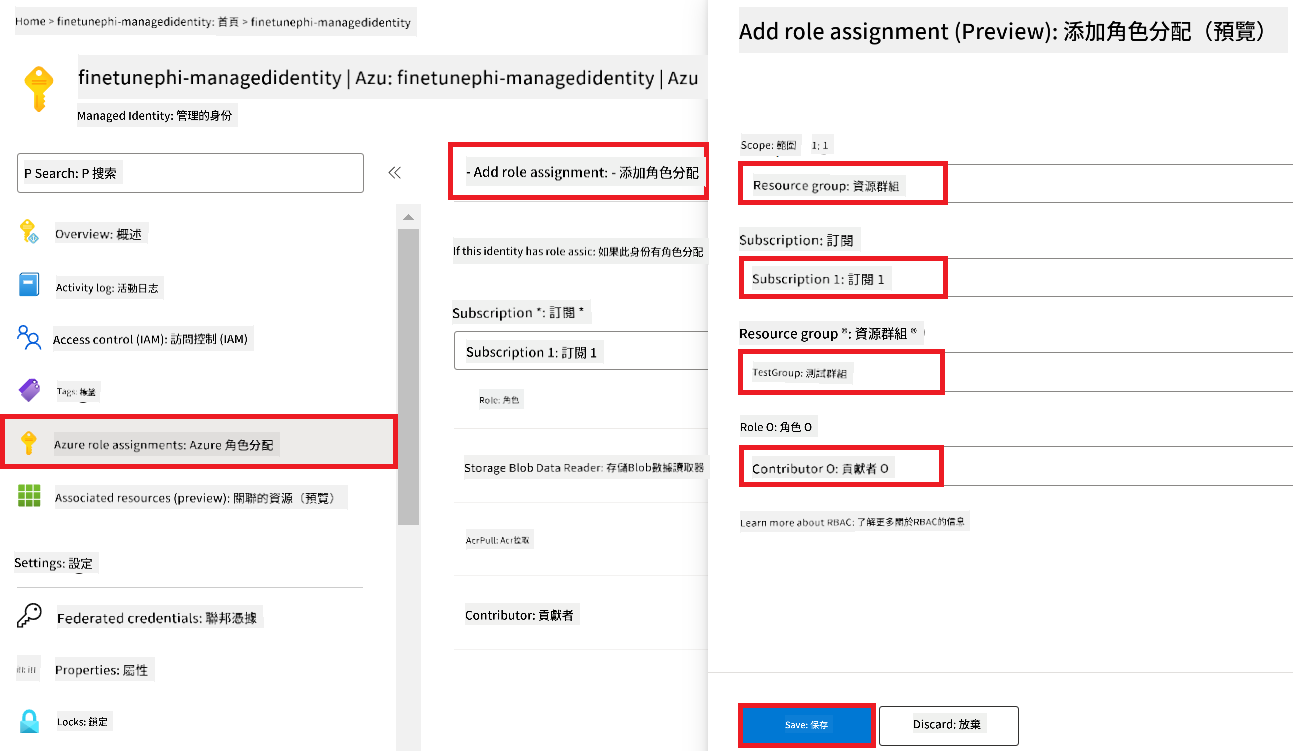 Home > finetunephi-managedidentity: 首頁 > finetunephi-managedidentity
finetunephi-managedidentity | Azu: finetunephi-managedidentity | Azu
Managed Identity: 管理的身份
P Search: P 搜索
Overview: 概述
Activity log: 活動日志
Access control (IAM): 訪問控制 (IAM)
Tags: 標籤
Azure role assignments: Azure 角色分配
Associated resources (preview): 關聯的資源（預覽）
Settings: 設定
Federated credentials: 聯邦憑據
Properties: 屬性
Locks: 鎖定
- Add role assignment: - 添加角色分配
If this identity has role assic: 如果此身份有角色分配
Subscription *: 訂閱 *
Subscription 1: 訂閱 1
Role: 角色
Storage Blob Data Reader: 存儲Blob數據讀取器
AcrPull: Acr拉取
Contributor: 貢獻者
Add role assignment (Preview): 添加角色分配（預覽）
Scope: 範圍 1: 1
Resource group: 資源群組
Subscription: 訂閱
Subscription 1: 訂閱 1
Resource group *: 資源群組 *
TestGroup: 測試群組
Role O: 角色 O
Contributor O: 貢獻者 O
Learn more about RBAC: 了解更多關於RBAC的信息
Save: 保存
Discard: 放棄